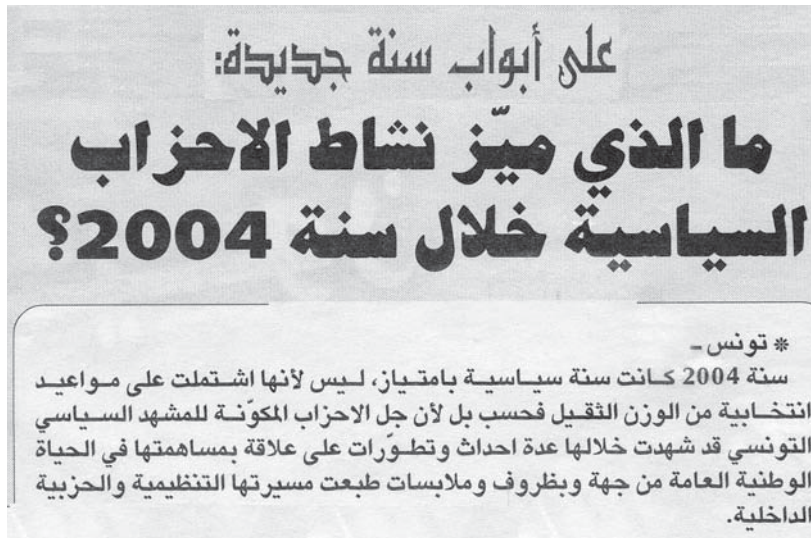 على أبواب سنة جديدة:
ما الذي ميّز نشاط الاحزاب
السياسية خلال سنة 2004؟
* تونس ـ
سنة 2004 كانت سنة سياسية بامتياز، ليس لأنها اشتملت على مواعيد
انتخابية من الوزن الثقيل فحسب بل لأن جل الاحزاب المكوّنة للمشهد السياسي
التونسي قد شهدت خلالها عدة احداث وتطوّرات على علاقة بمساهمتها في الحياة
الوطنية العامة من جهة وبظروف وملابسات طبعت مسيرتها التنظيمية والحزبية
الداخلية.